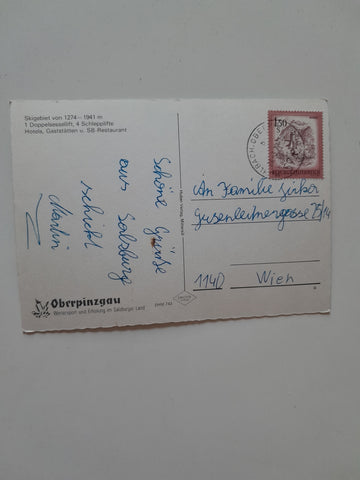 Skigebiet von 1274 – 1941 m
1 Doppelsessellift, 4 Schlepplifte
Hotels, Gaststätten u. SB-Restaurant
Schöne Grüße
aus Salzburg
schickt
Martin
Oberpinzgau
Wintersport und Erholung im Salzburger Land
150
REPUBLIK ÖSTERREICH
An Familie
Gusenleithnergasse 25/14
1140 Wien